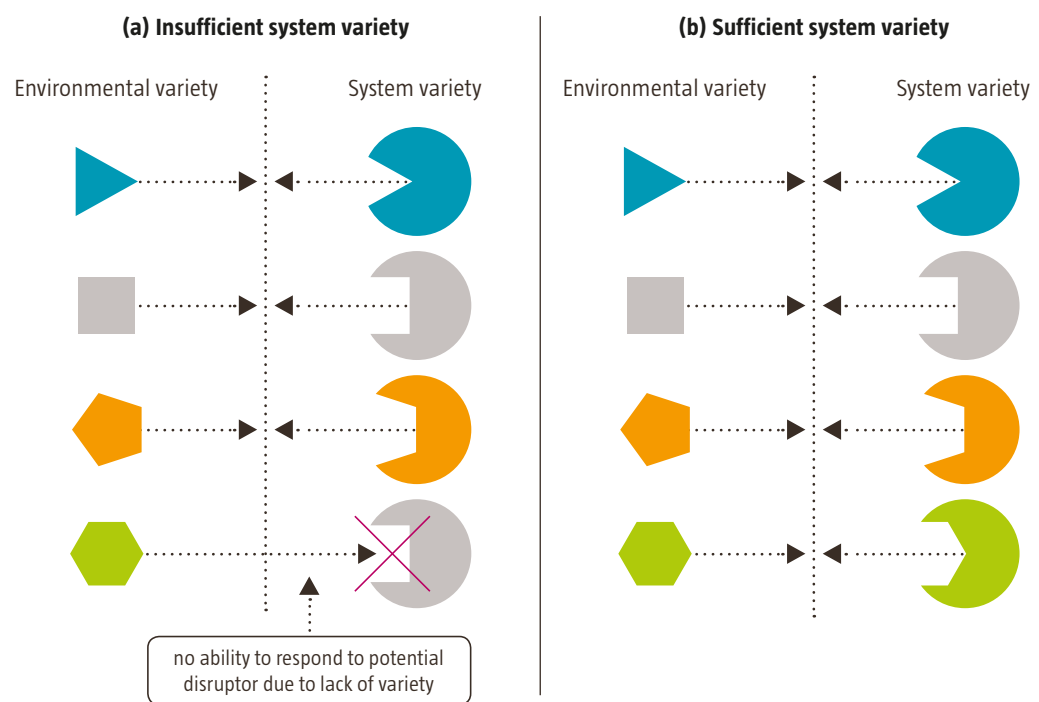 (a) Insufficient system variety
Environmental variety
System variety
no ability to respond to potential
disruptor due to lack of variety
(b) Sufficient system variety
Environmental variety
System variety